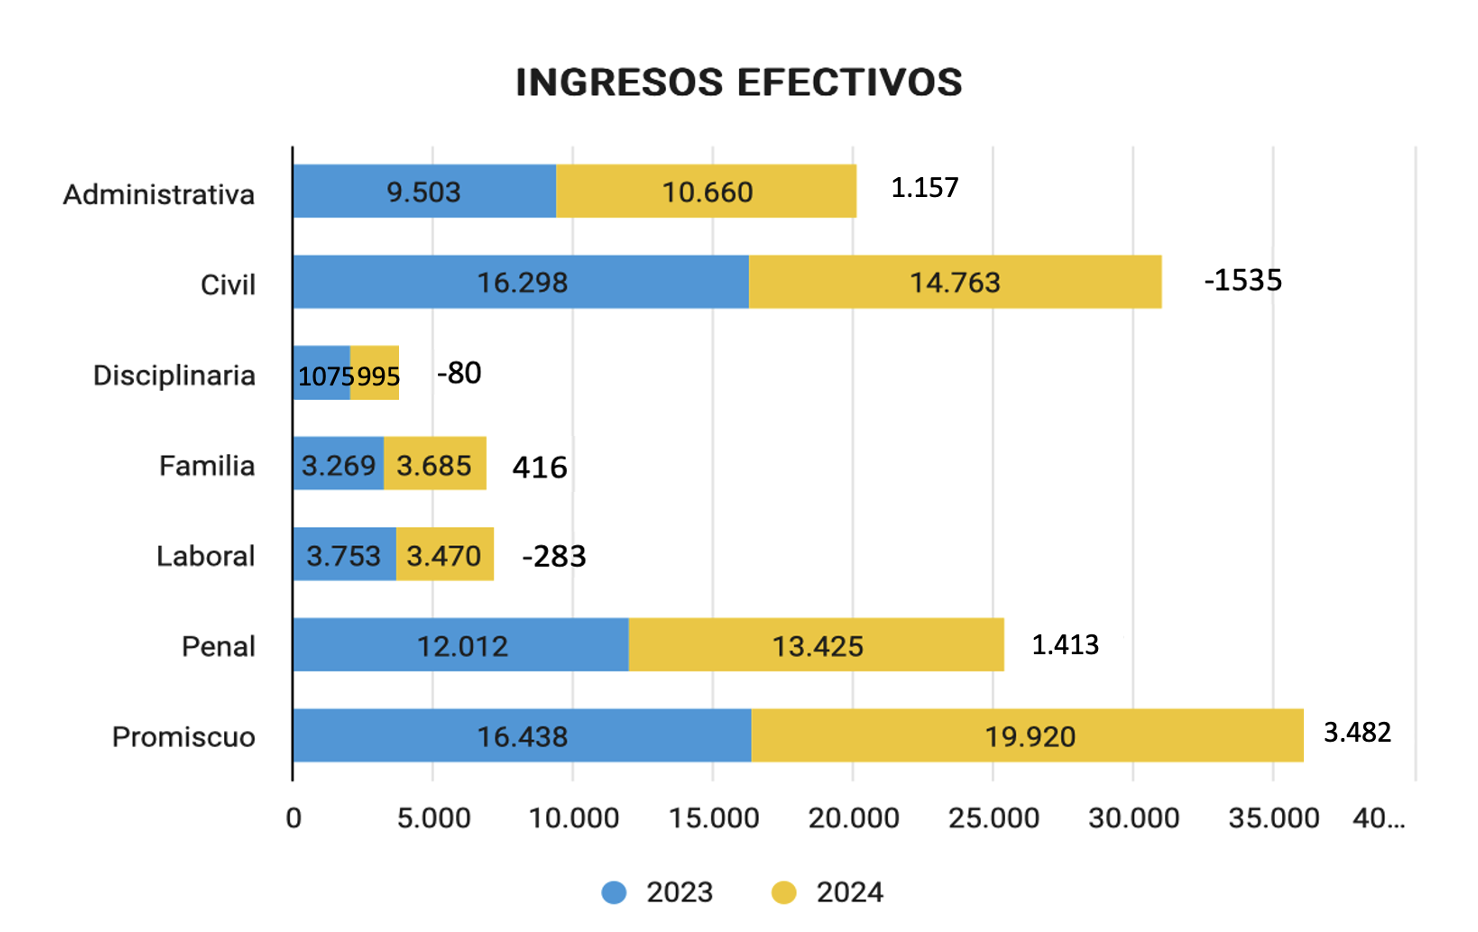 INGRESOS EFECTIVOS
Administrativa 9.503 10.660 1.157
Civil 16.298 14.763 -1535
Disciplinaria 1075 995 -80
Familia 3.269 3.685 416
Laboral 3.753 3.470 -283
Penal 12.012 13.425 1.413
Promiscuo 16.438 19.920 3.482
0 5.000 10.000 15.000 20.000 25.000 30.000 35.000 40...
2023 2024